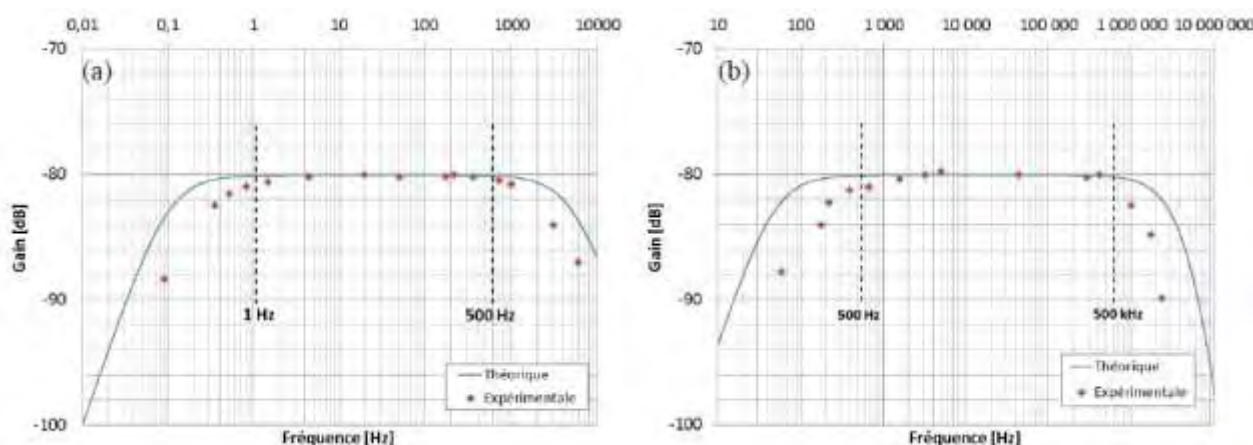 0,01 0,1 1 10 100 1000 10000
-70
(a)
-80
-90
-100
Gain [dB]
1 Hz
500 Hz
Théorique
Expérimentale
Fréquence [Hz]
10 100 1 000 10 000 100 000 1 000 000 10 000 000
-70
(b)
-80
-90
-100
Gain [dB]
500 Hz
500 kHz
Théorique
Expérimentale
Fréquence [Hz]